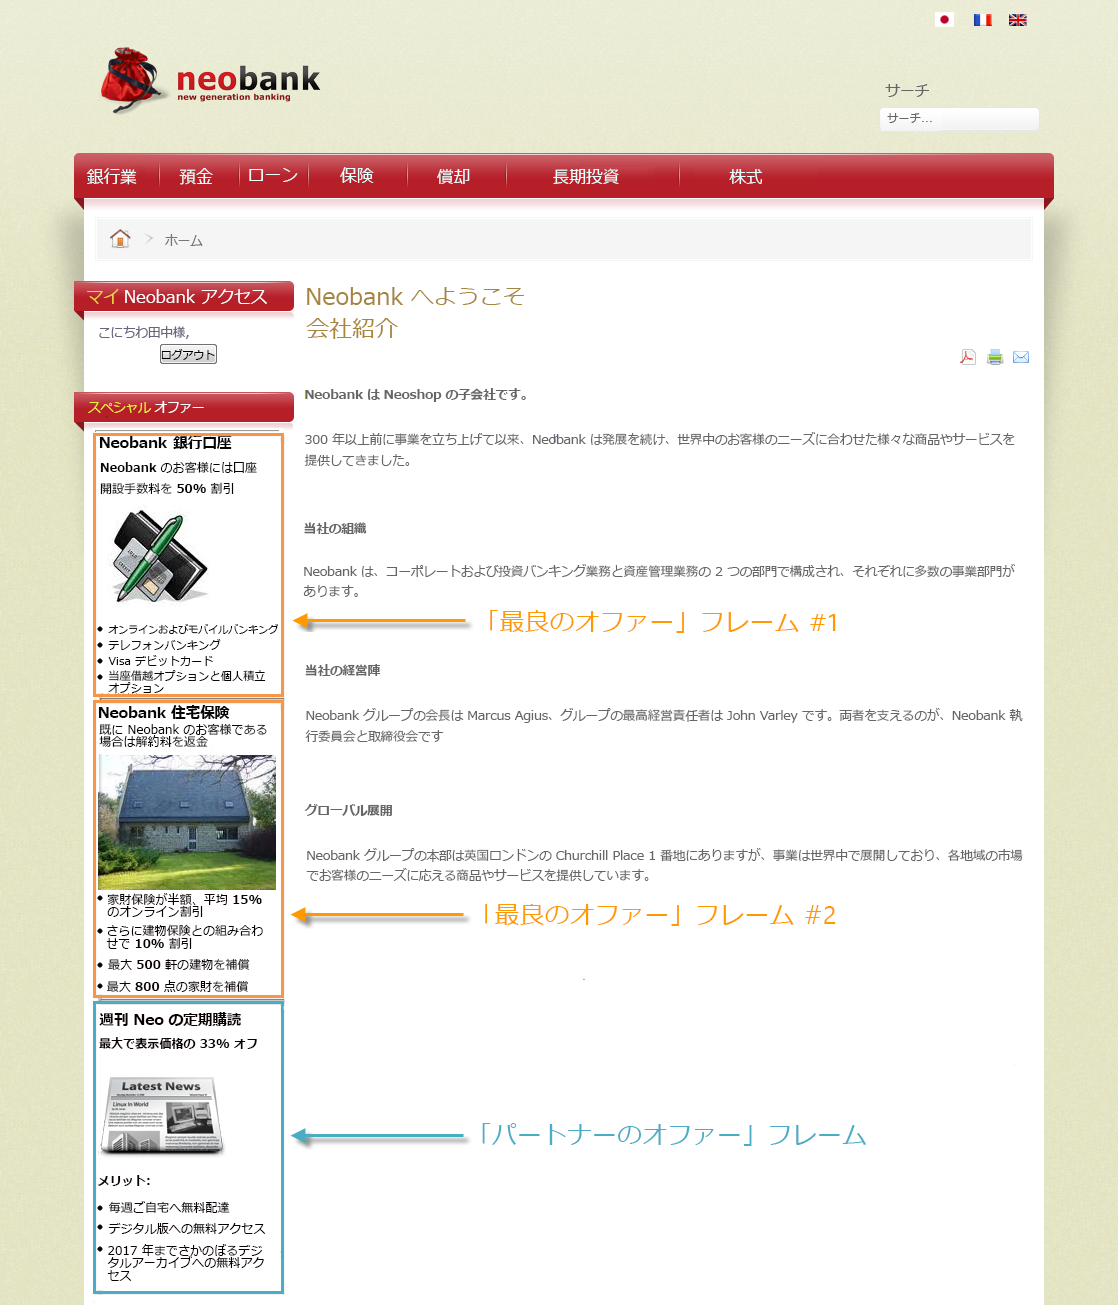 neobank
new generation banking
サーチ
サーチ...
銀行業 預金 ローン 保険 償却 長期投資 株式
ホーム
マイ Neobank アクセス
こにちわ田中様,
ログアウト
スペシャル オファー
Neobank 銀行口座
Neobank のお客様には口座
開設手数料を 50% 割引
• オンラインおよびモバイルバンキング
• テレフォンバンキング
• Visa デビットカード
• 当座借越オプションと個人積立
オプション
Neobank 住宅保険
既に Neobank のお客様である
場合は解約料を返金
• 家財保険が半額、平均 15%
のオンライン割引
• さらに建物保険との組み合わ
せで 10% 割引
• 最大 500 軒の建物を補償
• 最大 800 点の家財を補償
週刊 Neo の定期購読
最大で表示価格の 33% オフ
Latest News
Linux In World
メリット:
• 毎週ご自宅へ無料配達
• デジタル版への無料アクセス
• 2017 年までさかのぼるデジ
タルアーカイブへの無料アク
セス
Neobank へようこそ
会社紹介
Neobank は Neoshop の子会社です。
300 年以上前に事業を立ち上げて以来、Nedbank は発展を続け、世界中のお客様のニーズに合わせた様々な商品やサービスを
提供してきました。
当社の組織
Neobank は、コーポレートおよび投資バンキング業務と資産管理業務の 2 つの部門で構成され、それぞれに多数の事業部門が
あります。
「最良のオファー」フレーム #1
当社の経営陣
Neobank グループの会長は Marcus Agius、グループの最高経営責任者は John Varley です。両者を支えるのが、Neobank 執
行委員会と取締役会です
グローバル展開
Neobank グループの本部は英国ロンドンの Churchill Place 1 番地にありますが、事業は世界中で展開しており、各地域の市場
でお客様のニーズに応える商品やサービスを提供しています。
「最良のオファー」フレーム #2
「パートナーのオファー」フレーム